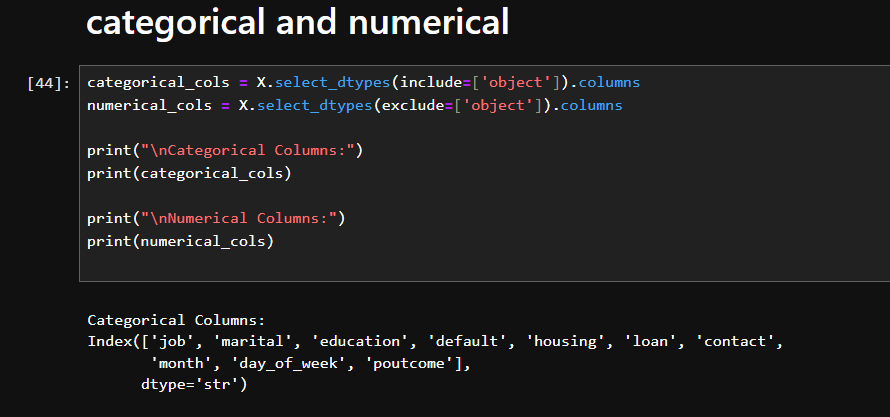 categorical and numerical
[44]:
categorical_cols = X.select_dtypes(include=['object']).columns
numerical_cols = X.select_dtypes(exclude=['object']).columns
print("\nCategorical Columns:")
print(categorical_cols)
print("\nNumerical Columns:")
print(numerical_cols)
Categorical Columns:
Index(['job', 'marital', 'education', 'default', 'housing', 'loan', 'contact',
'month', 'day_of_week', 'poutcome'],
dtype='str')